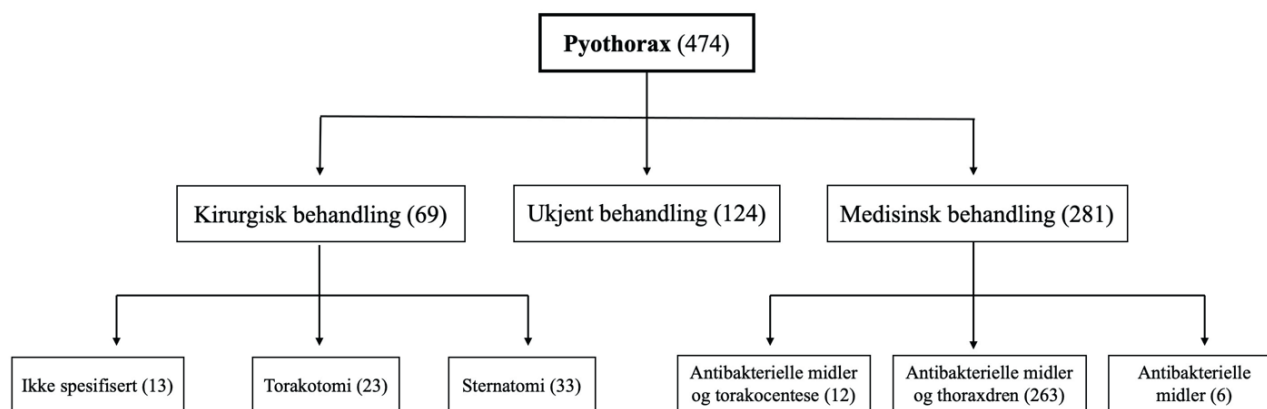 Pyothorax (474)
Kirurgisk behandling (69)
Ukjent behandling (124)
Medisinsk behandling (281)
Ikke spesifisert (13)
Torakotomi (23)
Sternatomi (33)
Antibakterielle midler
og torakocentese (12)
Antibakterielle midler
og thoraxdren (263)
Antibakterielle
midler (6)